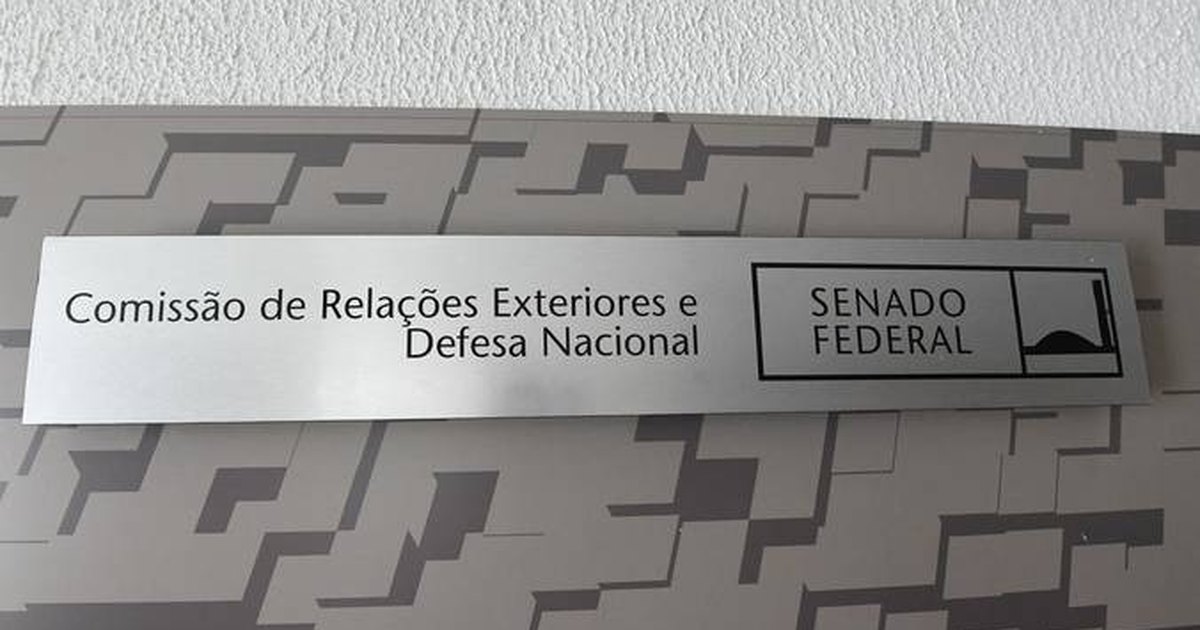 Comissão de Relações Exteriores e
Defesa Nacional
SENADO
FEDERAL